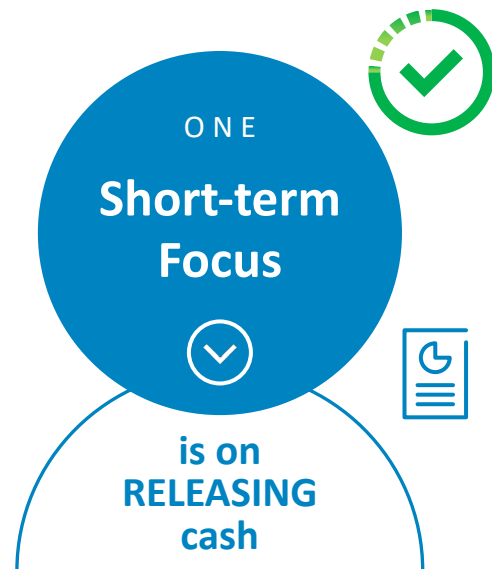 ONE
Short-term
Focus
is on
RELEASING
cash